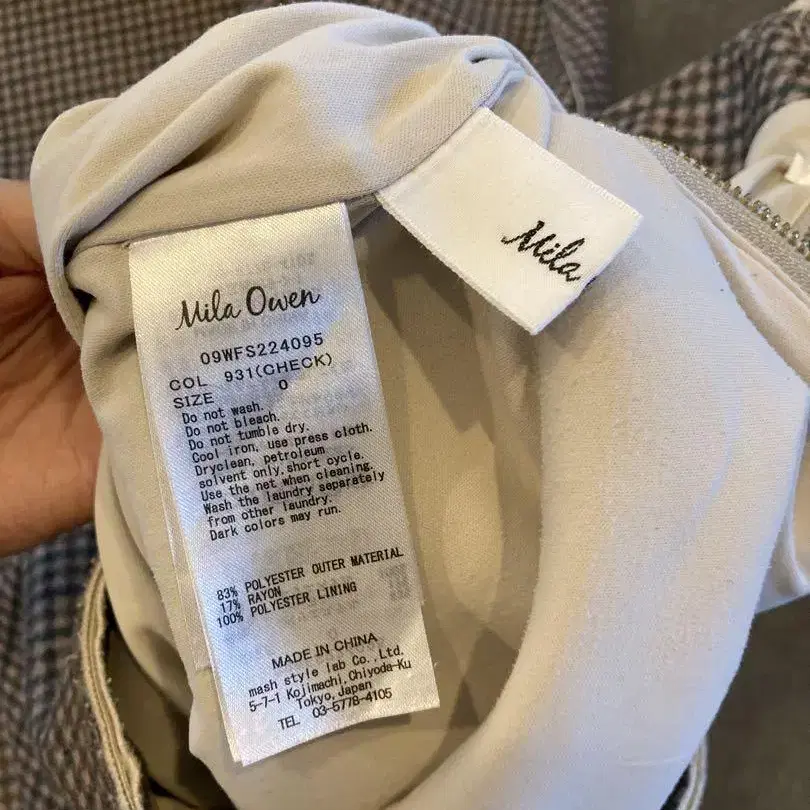 Mila
Mila Owen
09WFS224095
COL 931(CHECK)
SIZE 0
Do not wash.
Do not bleach.
Do not tumble dry.
Cool iron, use press cloth.
Dryclean, petroleum
solvent only,short cycle.
Use the net when cleaning.
Wash the laundry separately
from other laundry.
Dark colors may run.
83% POLYESTER OUTER MATERIAL
17% RAYON
100% POLYESTER LINING
MADE IN CHINA
mash style lab Co.,Ltd.
5-7-1 Kojimachi,Chiyoda-Ku
Tokyo,Japan
TEL 03-5778-4105